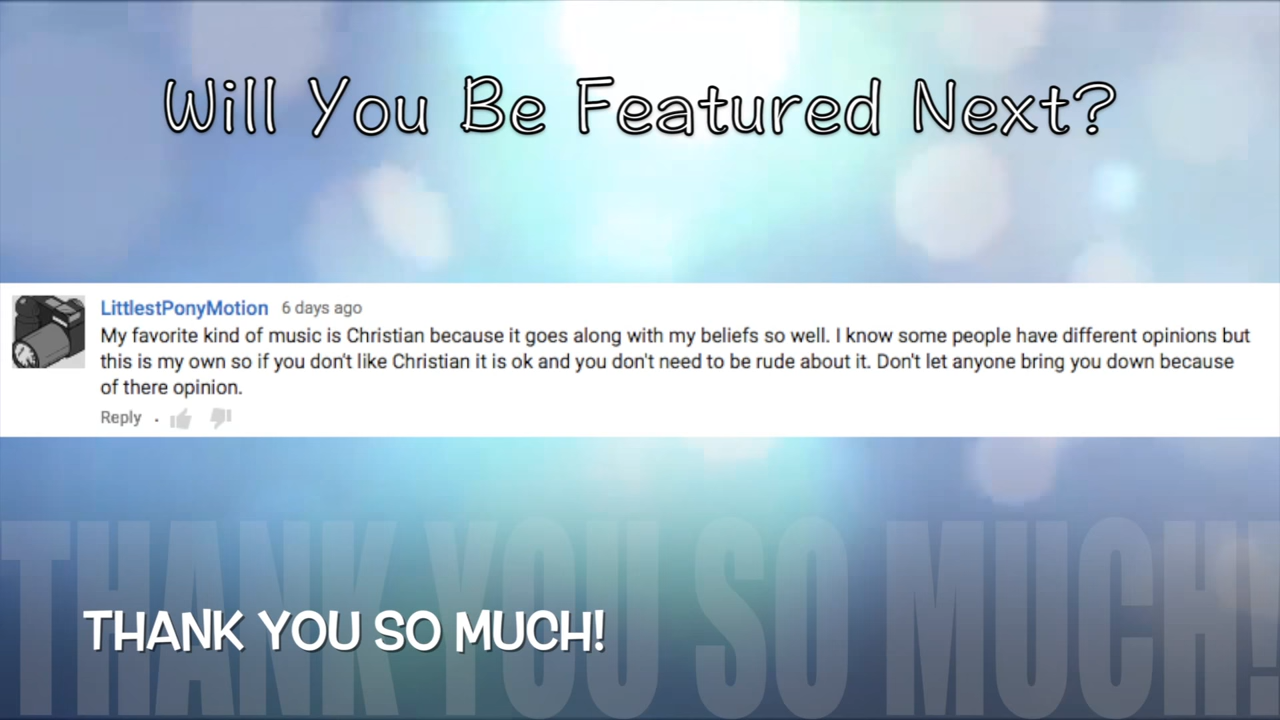 Will You Be Featured Next?
LittlestPonyMotion 6 days ago
My favorite kind of music is Christian because it goes along with my beliefs so well. I know some people have different opinions but
this is my own so if you don't like Christian it is ok and you don't need to be rude about it. Don't let anyone bring you down because
of there opinion.
Reply ·
THANK YOU SO MUCH!
THANK YOU SO MUCH!